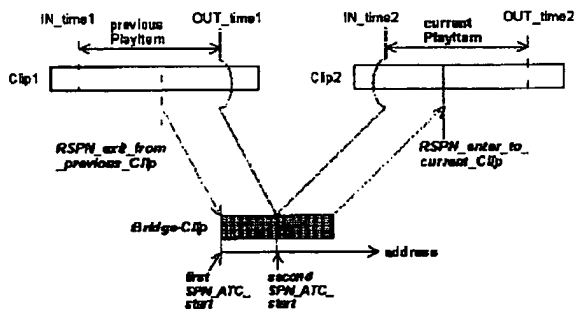 IN_time1
previous
PlayItem
OUT_time1
IN_time2
current
PlayItem
OUT_time2
Clip1
Clip2
RSPN_exit_from
_previous_Clip
RSPN_enter_to_
current_Clip
Bridge-Clip
address
first
SPN_ATC_
start
second
SPN_ATC_
start